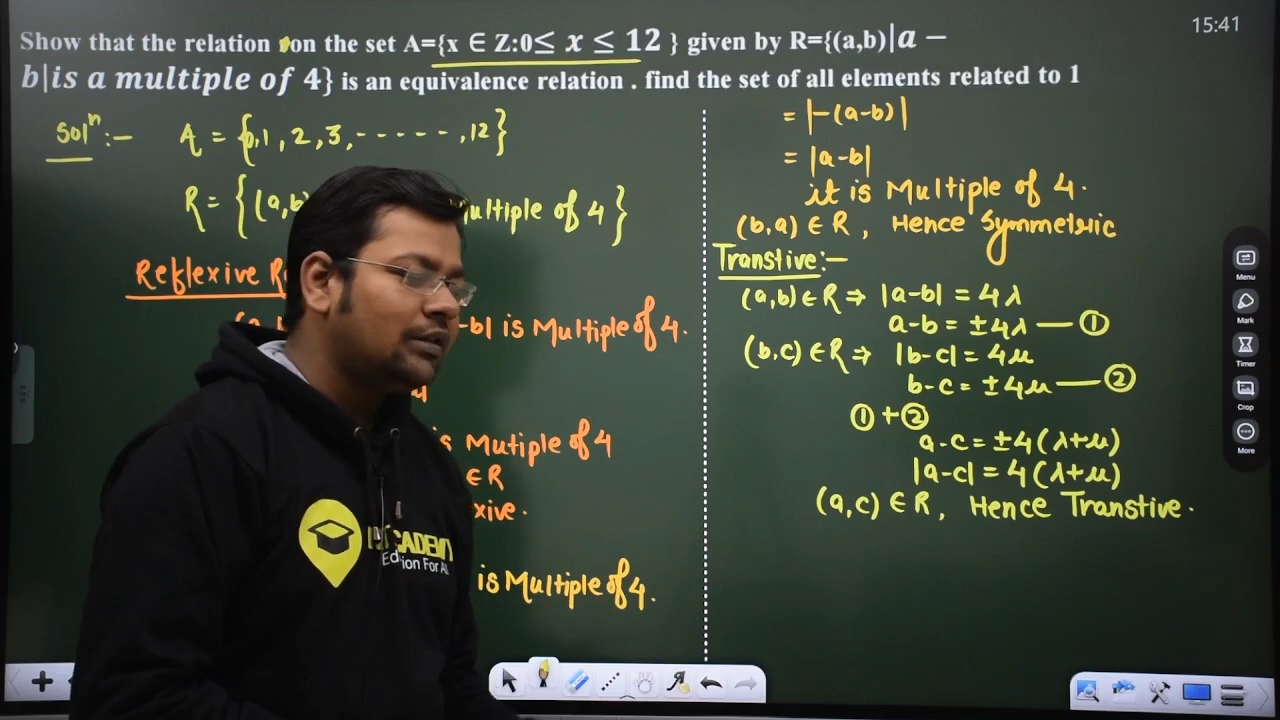 15:41
Show that the relation on the set A={x ∈ Z:0≤ x ≤ 12 } given by R={(a,b)|a −
b|is a multiple of 4} is an equivalence relation . find the set of all elements related to 1
Solⁿ:- A = {0,1, 2, 3, - - - - - , 12}
R = {(a,b) ultiple of 4}
Reflexive R
-b| is Multiple of 4.
is Mutiple of 4
∈ R
xive.
is Multiple of 4.
= |-(a-b)|
= |a-b|
it is Multiple of 4.
(b,a) ∈ R , Hence Symmetric
Transtive:-
(a,b) ∈ R ⇒ |a-b| = 4λ
a-b = ±4λ — ①
(b,c) ∈ R ⇒ |b-c| = 4μ
b-c = ±4μ — ②
① + ②
a-c = ±4(λ+μ)
|a-c| = 4(λ+μ)
(a,c) ∈ R, Hence Transtive.
Menu
Mark
Timer
Crop
More
CADEMY